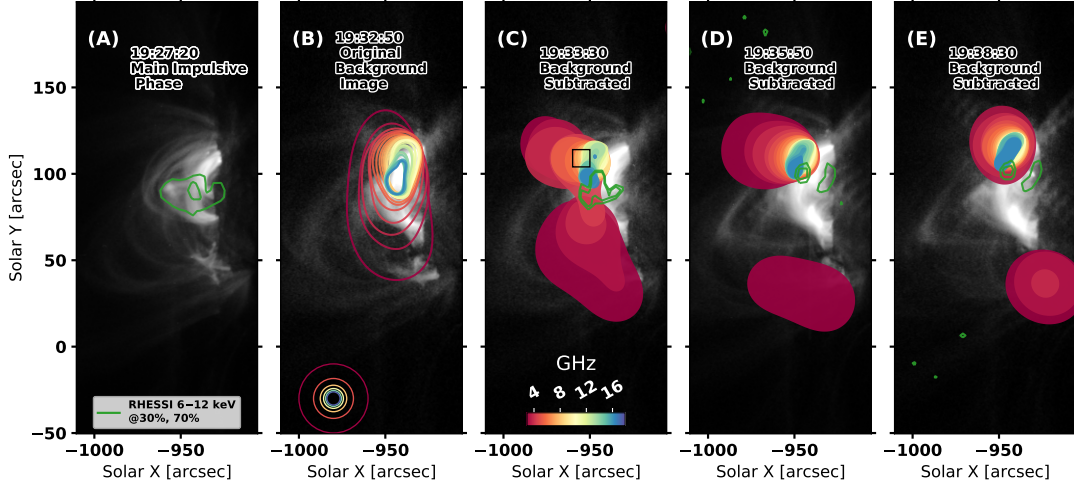 (A)
19:27:20
Main Impulsive
Phase
(B)
19:32:50
Original
Background
Image
(C)
19:33:30
Background
Subtracted
(D)
19:35:50
Background
Subtracted
(E)
19:38:30
Background
Subtracted
150
100
50
0
−50
Solar Y [arcsec]
RHESSI 6−12 keV
@30%, 70%
GHz
4 8 12 16
−1000 −950
−1000 −950
−1000 −950
−1000 −950
−1000 −950
Solar X [arcsec]
Solar X [arcsec]
Solar X [arcsec]
Solar X [arcsec]
Solar X [arcsec]